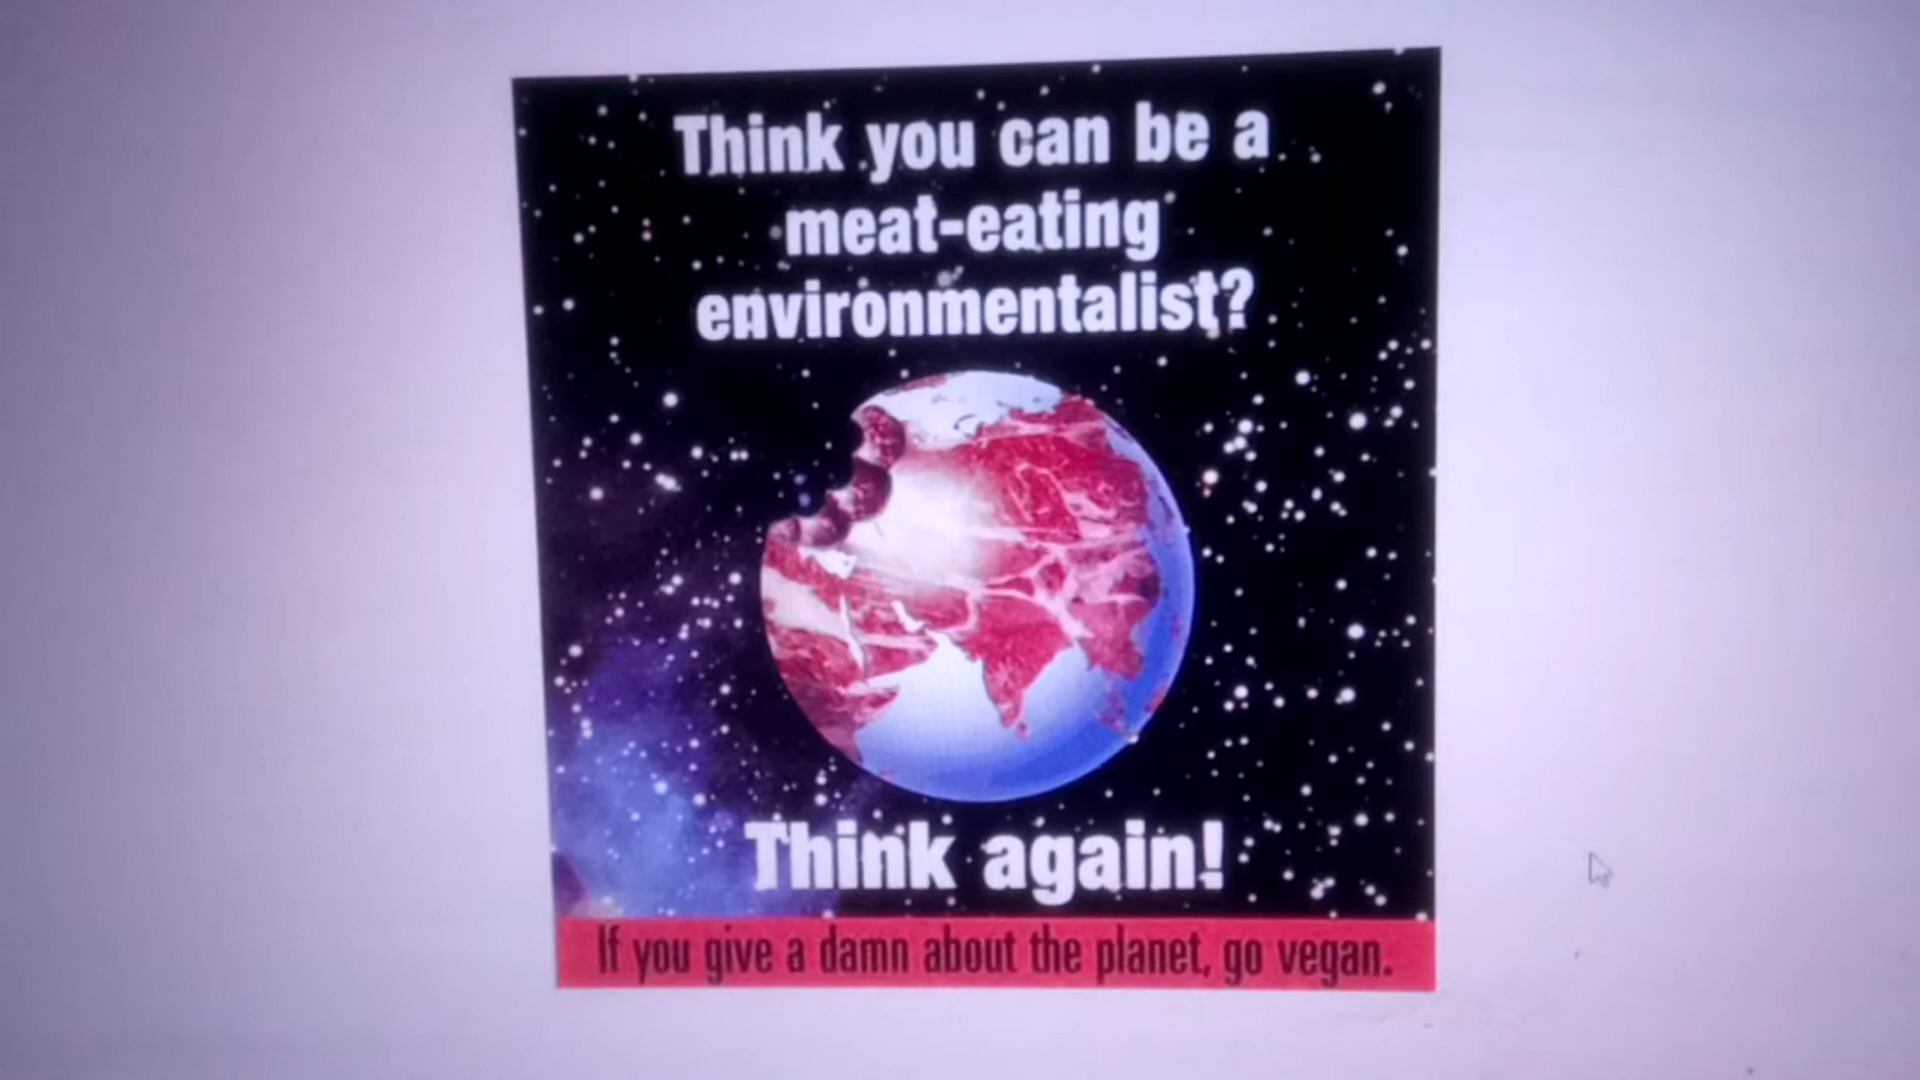 Think you can be a
meat-eating
environmentalist?
Think again!
If you give a damn about the planet, go vegan.